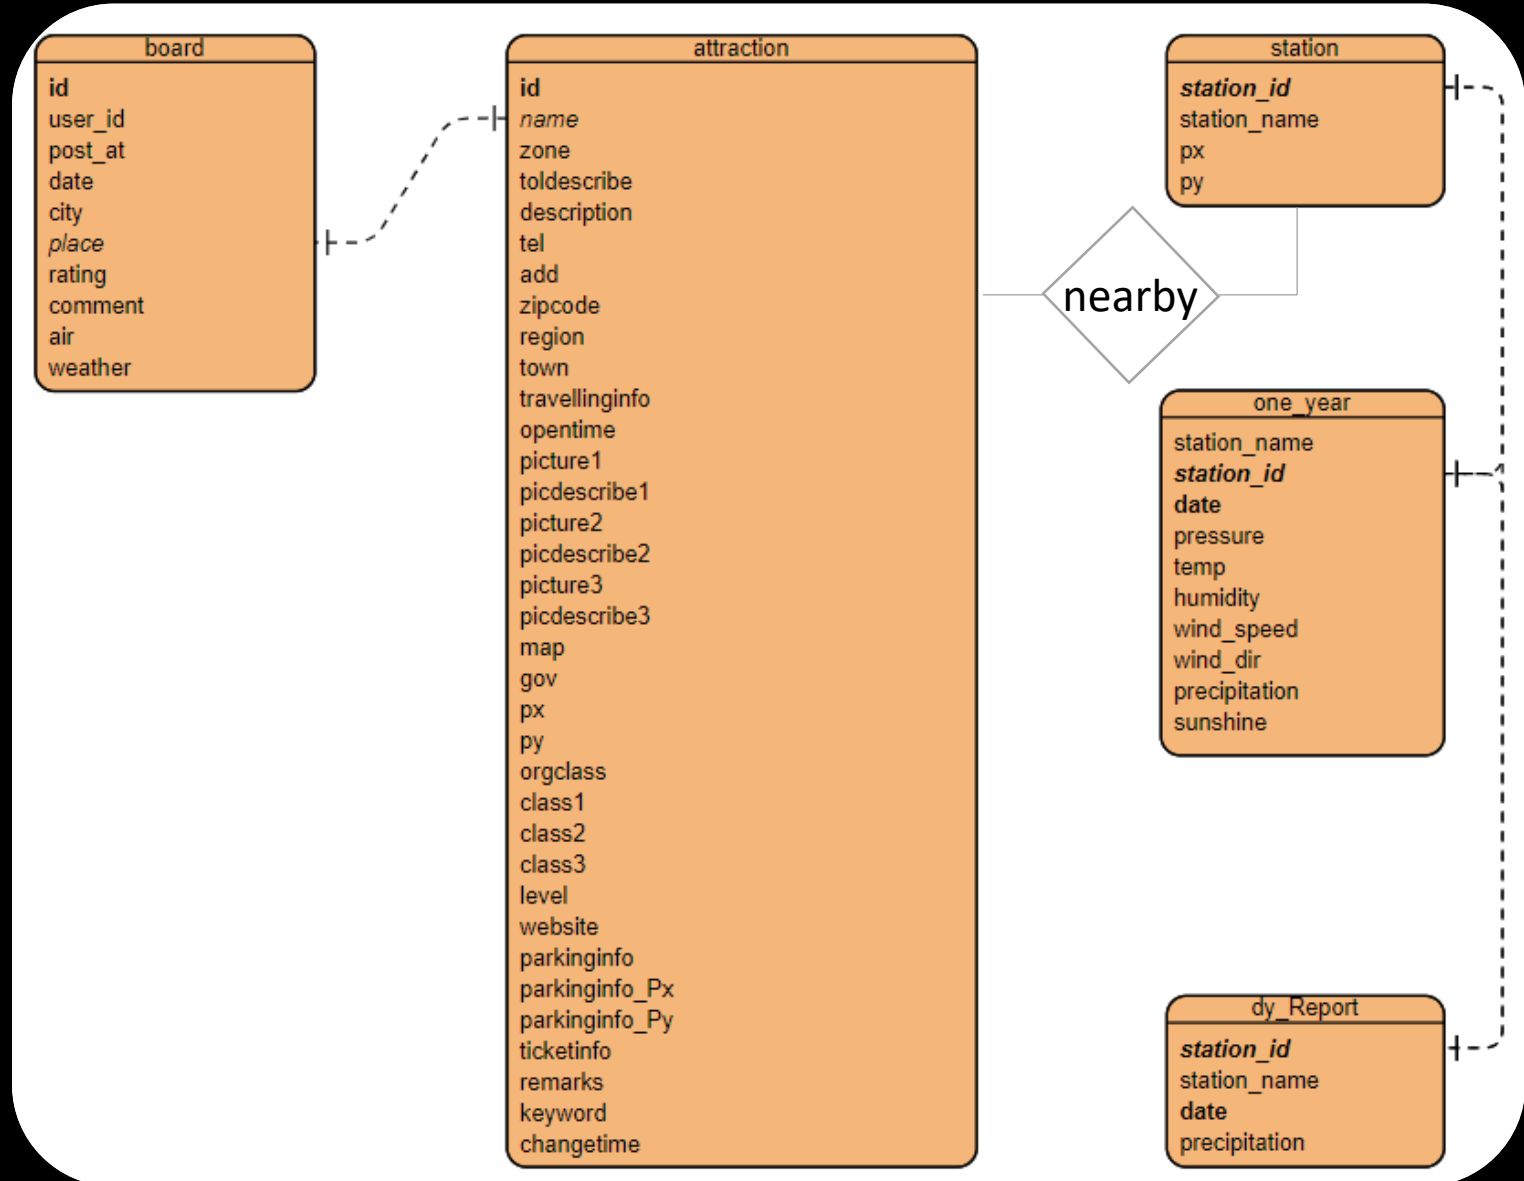 board
id
user_id
post_at
date
city
place
rating
comment
air
weather
attraction
id
name
zone
toldescribe
description
tel
add
zipcode
region
town
travellinginfo
opentime
picture1
picdescribe1
picture2
picdescribe2
picture3
picdescribe3
map
gov
px
py
orgclass
class1
class2
class3
level
website
parkinginfo
parkinginfo_Px
parkinginfo_Py
ticketinfo
remarks
keyword
changetime
nearby
station
station_id
station_name
px
py
one_year
station_name
station_id
date
pressure
temp
humidity
wind_speed
wind_dir
precipitation
sunshine
dy_Report
station_id
station_name
date
precipitation